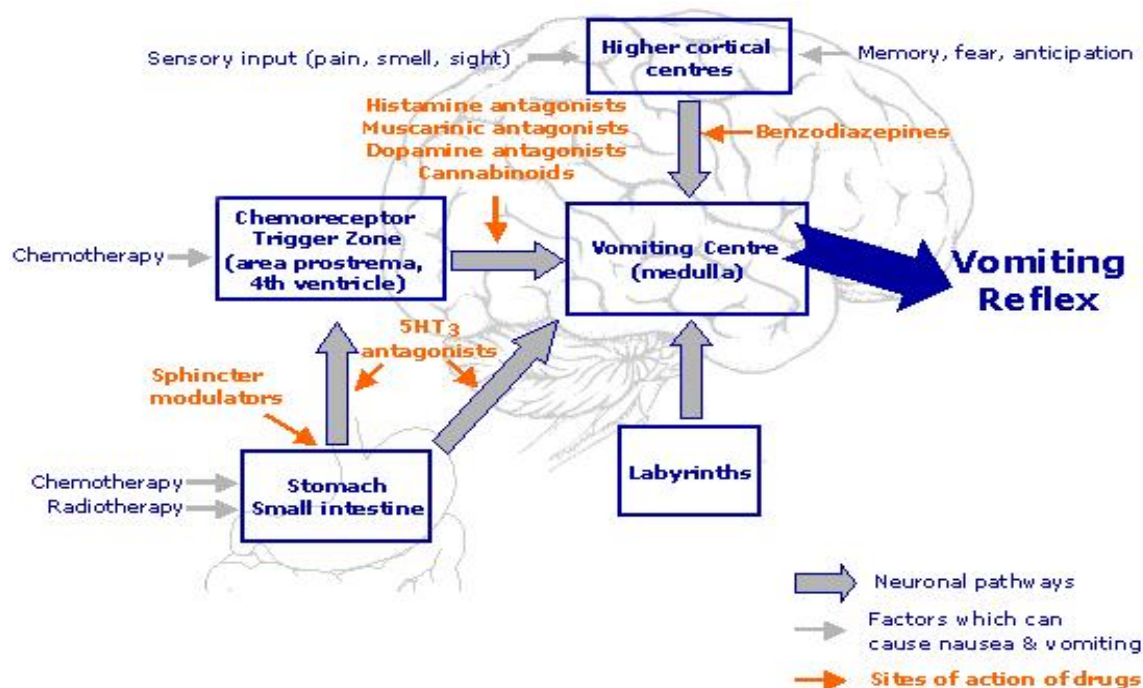 Higher cortical
centres
Sensory input (pain, smell, sight)
Memory, fear, anticipation
Histamine antagonists
Muscarinic antagonists
Dopamine antagonists
Cannabinoids
Benzodiazepines
Chemoreceptor
Trigger Zone
(area prostrema,
4th ventricle)
Chemotherapy
Vomiting Centre
(medulla)
Vomiting
Reflex
5HT3
antagonists
Sphincter
modulators
Chemotherapy
Radiotherapy
Stomach
Small intestine
Labyrinths
Neuronal pathways
Factors which can
cause nausea & vomiting
Sites of action of drugs